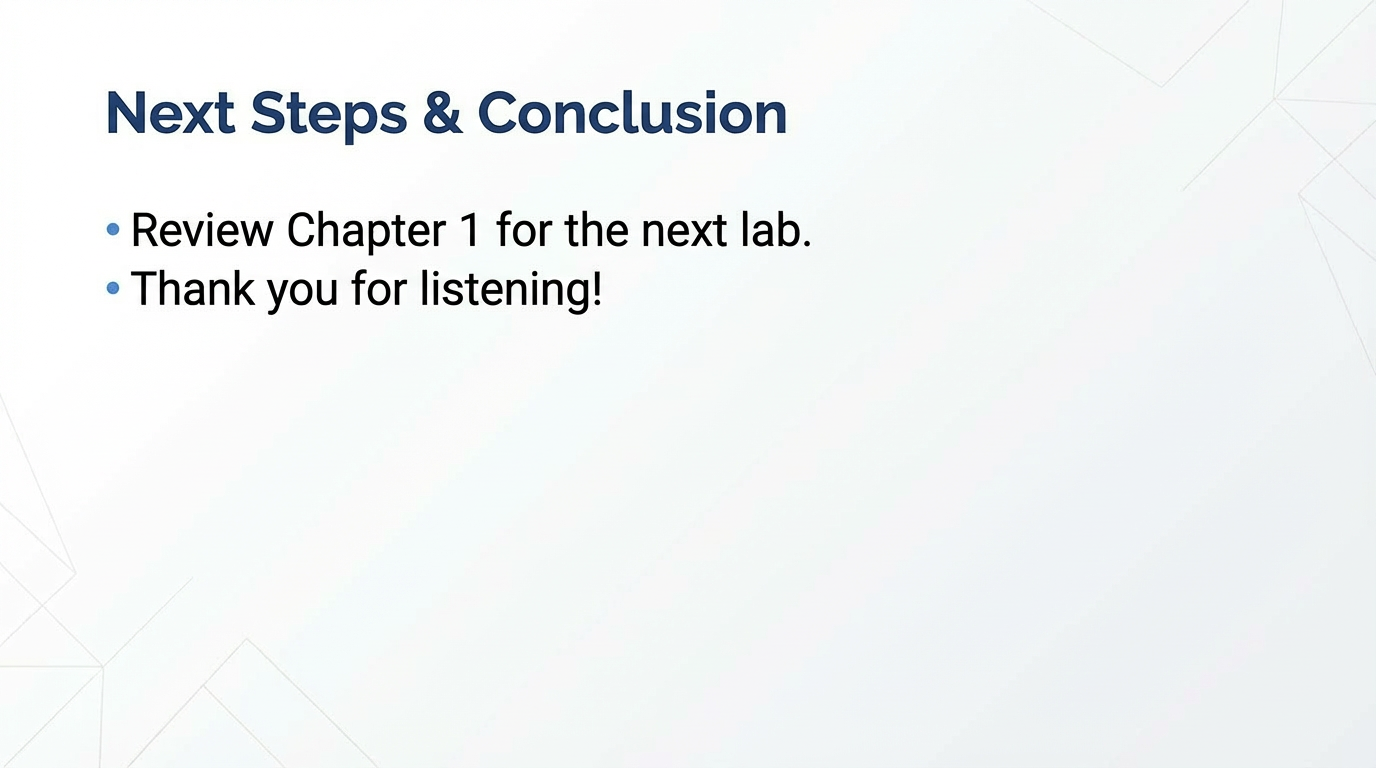 Next Steps & Conclusion
• Review Chapter 1 for the next lab.
• Thank you for listening!